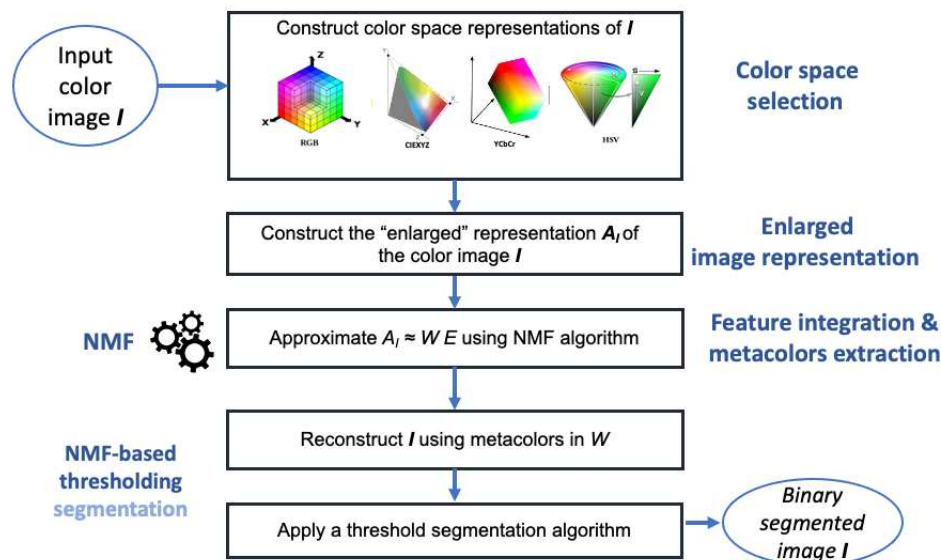 Input
color
image I
Construct color space representations of I
Z
X
Y
RGB
CIEXYZ
YCbCr
HSV
Color space
selection
Construct the “enlarged” representation A_I of
the color image I
Enlarged
image representation
NMF
Approximate A_I ≈ W E using NMF algorithm
Feature integration &
metacolors extraction
Reconstruct I using metacolors in W
NMF-based
thresholding
segmentation
Apply a threshold segmentation algorithm
Binary
segmented
image I